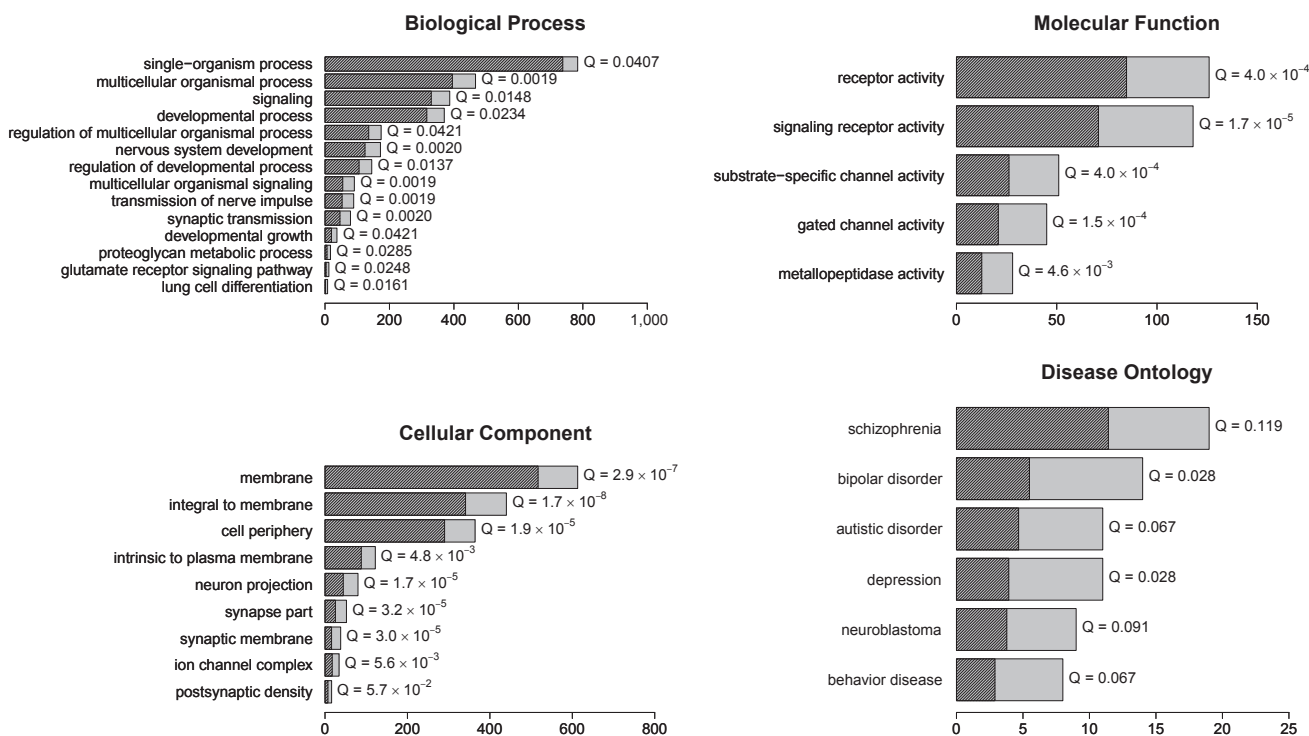 Biological Process
single−organism process Q = 0.0407
multicellular organismal process Q = 0.0019
signaling Q = 0.0148
developmental process Q = 0.0234
regulation of multicellular organismal process Q = 0.0421
nervous system development Q = 0.0020
regulation of developmental process Q = 0.0137
multicellular organismal signaling Q = 0.0019
transmission of nerve impulse Q = 0.0019
synaptic transmission Q = 0.0020
developmental growth Q = 0.0421
proteoglycan metabolic process Q = 0.0285
glutamate receptor signaling pathway Q = 0.0248
lung cell differentiation Q = 0.0161
0 200 400 600 800 1,000
Molecular Function
receptor activity Q = 4.0 × 10⁻⁴
signaling receptor activity Q = 1.7 × 10⁻⁵
substrate−specific channel activity Q = 4.0 × 10⁻⁴
gated channel activity Q = 1.5 × 10⁻⁴
metallopeptidase activity Q = 4.6 × 10⁻³
0 50 100 150
Cellular Component
membrane Q = 2.9 × 10⁻⁷
integral to membrane Q = 1.7 × 10⁻⁸
cell periphery Q = 1.9 × 10⁻⁵
intrinsic to plasma membrane Q = 4.8 × 10⁻³
neuron projection Q = 1.7 × 10⁻⁵
synapse part Q = 3.2 × 10⁻⁵
synaptic membrane Q = 3.0 × 10⁻⁵
ion channel complex Q = 5.6 × 10⁻³
postsynaptic density Q = 5.7 × 10⁻²
0 200 400 600 800
Disease Ontology
schizophrenia Q = 0.119
bipolar disorder Q = 0.028
autistic disorder Q = 0.067
depression Q = 0.028
neuroblastoma Q = 0.091
behavior disease Q = 0.067
0 5 10 15 20 25